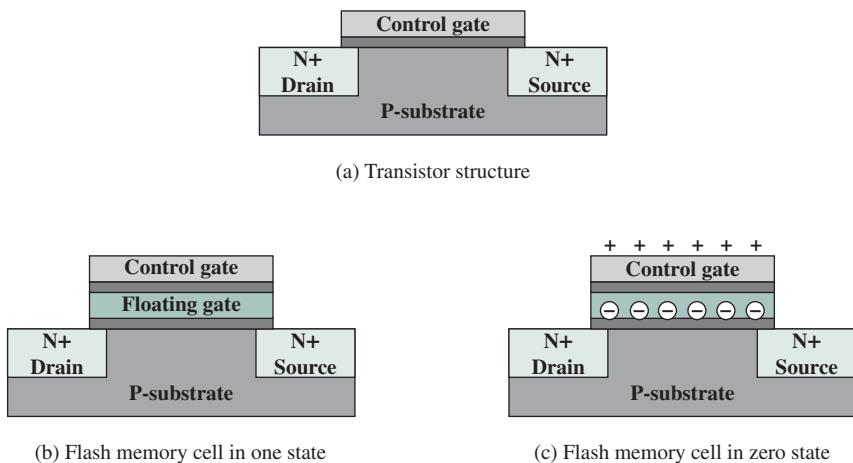 Control gate
N+
Drain
N+
Source
P-substrate
(a) Transistor structure
Control gate
Floating gate
N+
Drain
N+
Source
P-substrate
(b) Flash memory cell in one state
+ + + + + +
Control gate
− − − − − −
N+
Drain
N+
Source
P-substrate
(c) Flash memory cell in zero state